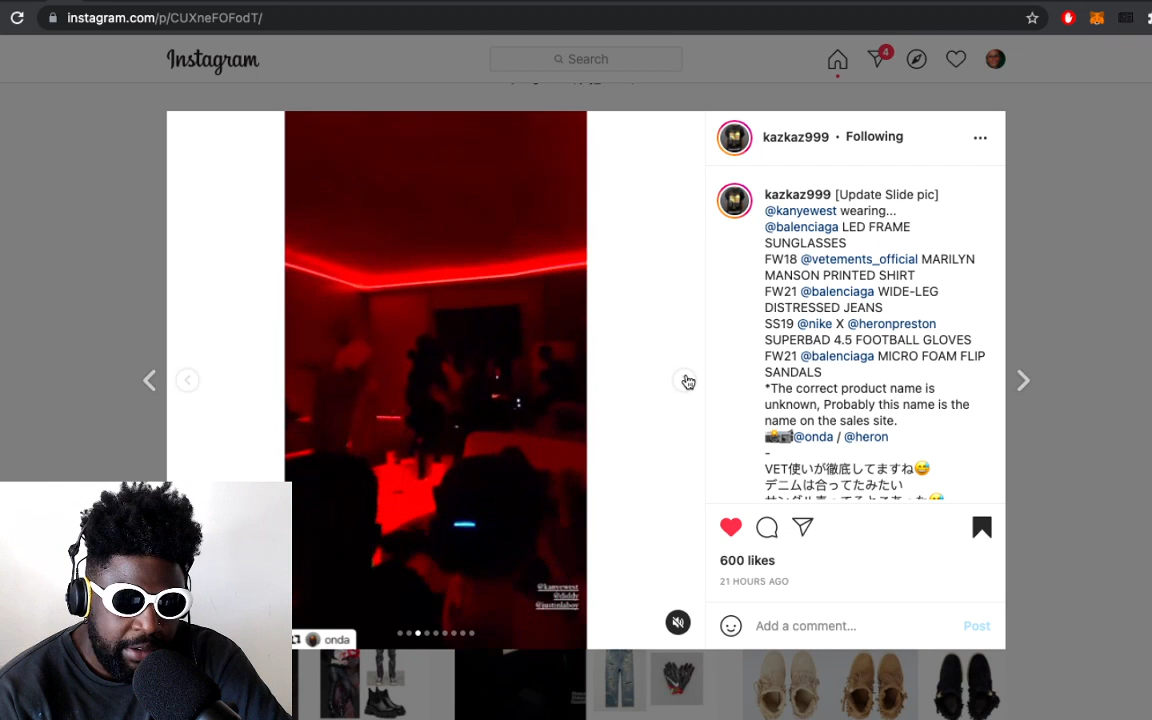 instagram.com/p/CUXneFOFodT/
Instagram
Search
4
kazkaz999 • Following
kazkaz999 [Update Slide pic]
@kanyewest wearing...
@balenciaga LED FRAME
SUNGLASSES
FW18 @vetements_official MARILYN
MANSON PRINTED SHIRT
FW21 @balenciaga WIDE-LEG
DISTRESSED JEANS
SS19 @nike X @heronpreston
SUPERBAD 4.5 FOOTBALL GLOVES
FW21 @balenciaga MICRO FOAM FLIP
SANDALS
*The correct product name is
unknown, Probably this name is the
name on the sales site.
@onda / @heron
-
VET使いが徹底してますね😅
デニムは合ってたみたい
@kanyewest
@diddy
@justinlaboy
onda
600 likes
21 HOURS AGO
Add a comment...
Post